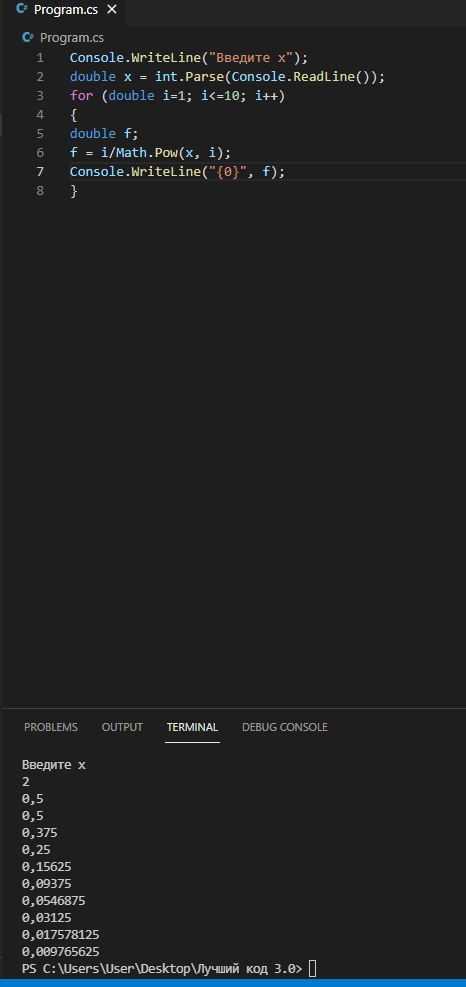 Program.cs
Program.cs
1 Console.WriteLine("Введите x");
2 double x = int.Parse(Console.ReadLine());
3 for (double i=1; i<=10; i++)
4 {
5 double f;
6 f = i/Math.Pow(x, i);
7 Console.WriteLine("{0}", f);
8 }
PROBLEMS OUTPUT TERMINAL DEBUG CONSOLE
Введите x
2
0,5
0,5
0,375
0,25
0,15625
0,09375
0,0546875
0,03125
0,017578125
0,009765625
PS C:\Users\User\Desktop\Лучший код 3.0>